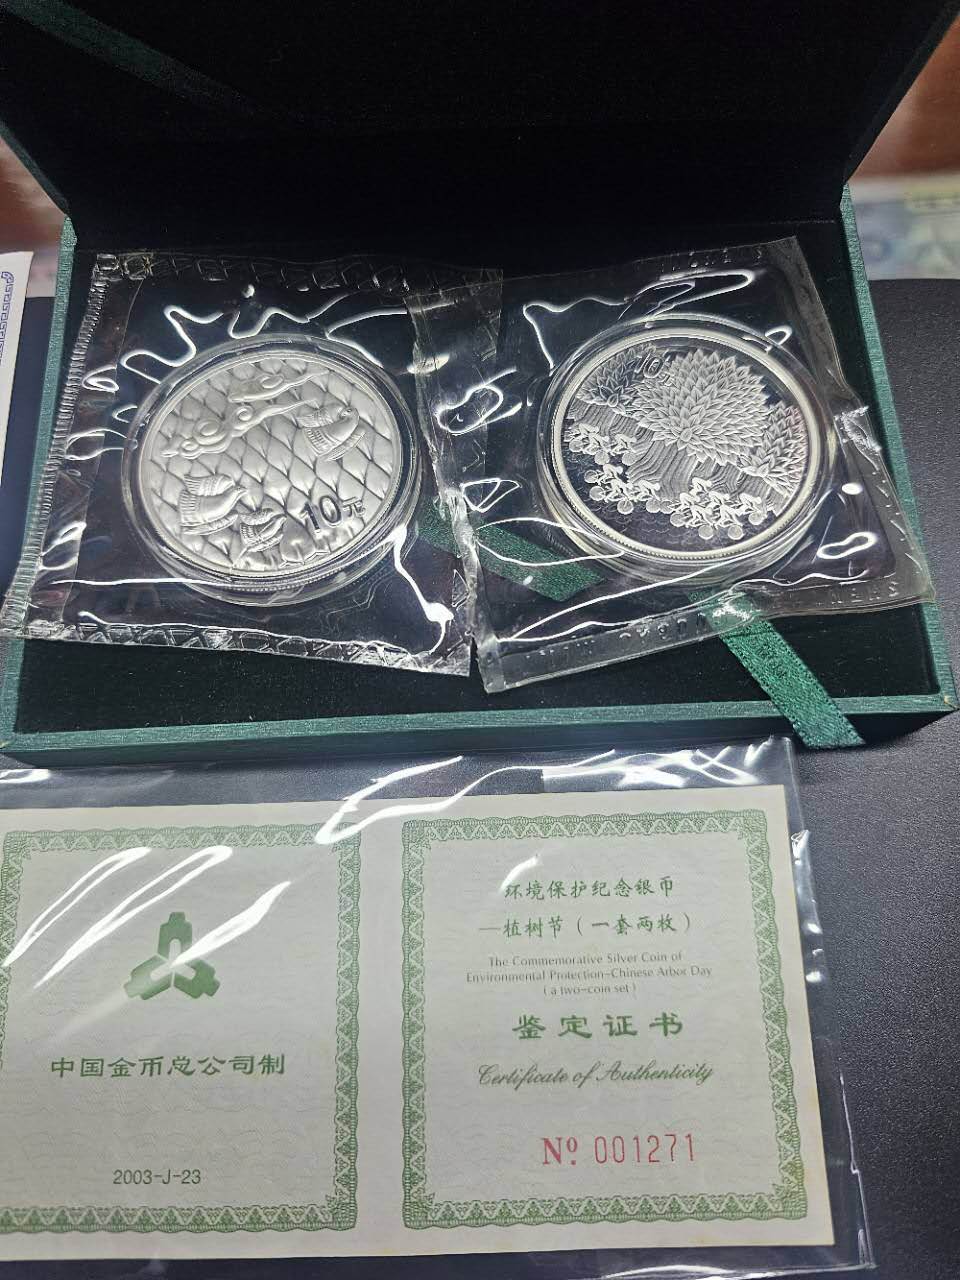 10元
10元
中国金币总公司制
2003-J-23
环境保护纪念银币
—植树节（一套两枚）
The Commemorative Silver Coin of
Environmental Protection-Chinese Arbor Day
( a two-coin set )
鉴定证书
Certificate of Authenticity
Nº 001271